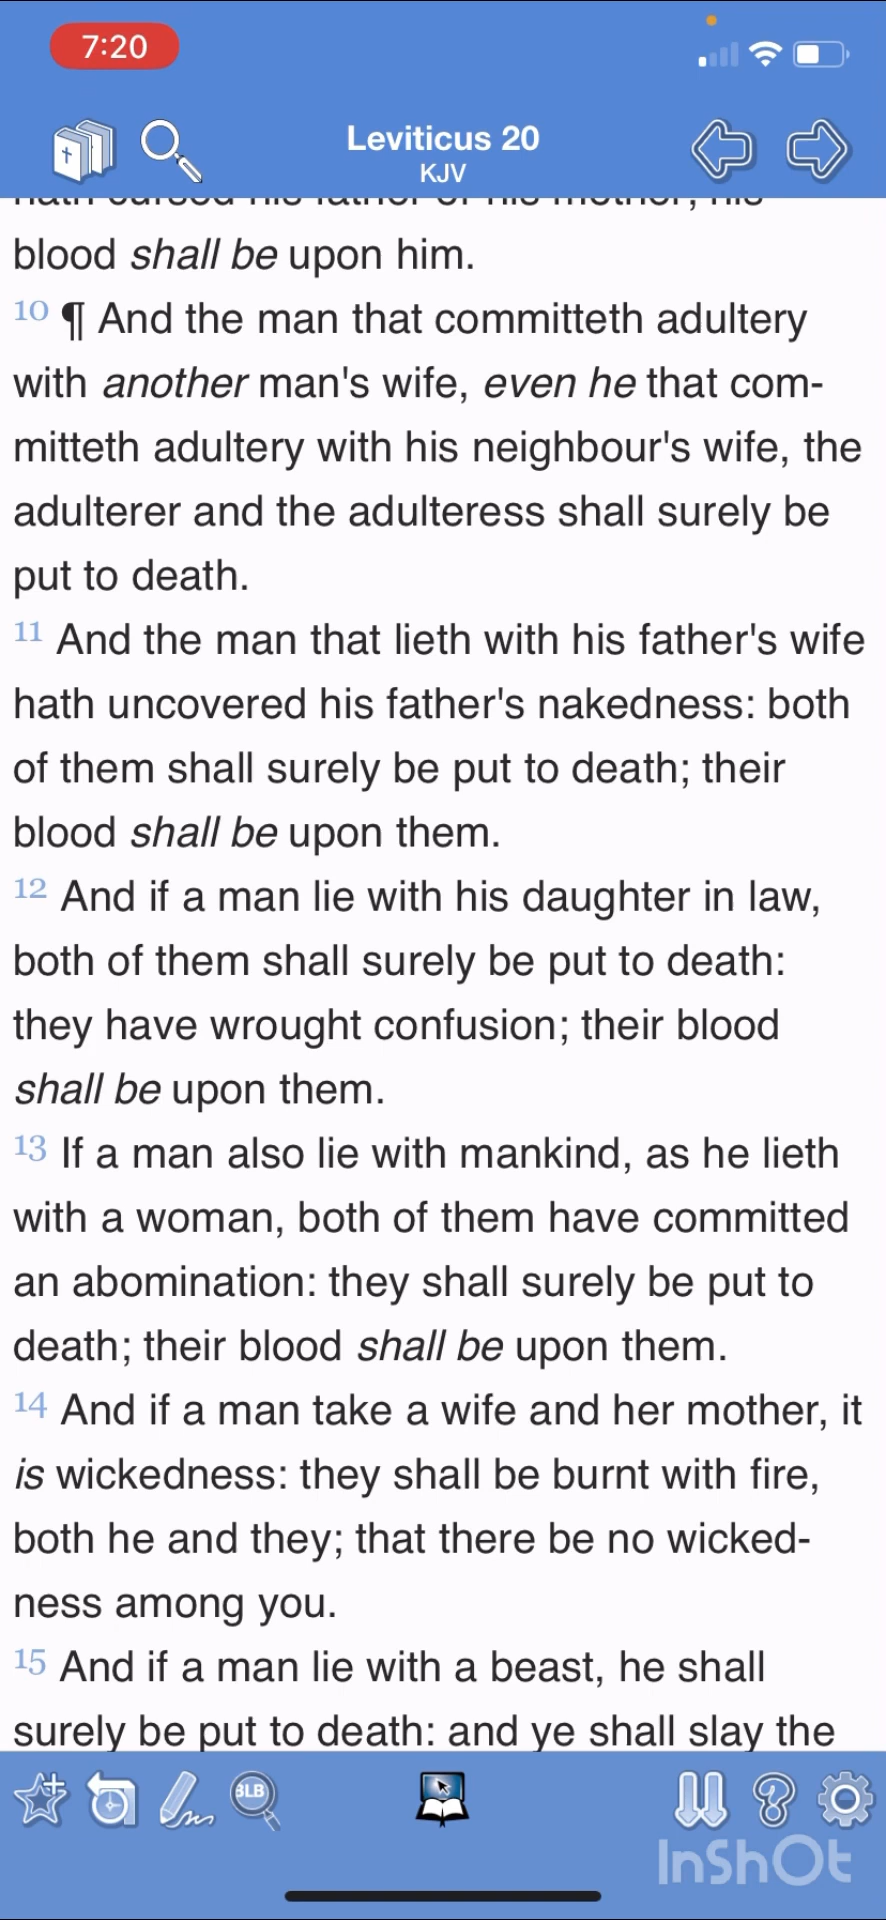 7:20
Leviticus 20
KJV
hath cursed his father or his mother; his
blood shall be upon him.
10 ¶ And the man that committeth adultery
with another man's wife, even he that com-
mitteth adultery with his neighbour's wife, the
adulterer and the adulteress shall surely be
put to death.
11 And the man that lieth with his father's wife
hath uncovered his father's nakedness: both
of them shall surely be put to death; their
blood shall be upon them.
12 And if a man lie with his daughter in law,
both of them shall surely be put to death:
they have wrought confusion; their blood
shall be upon them.
13 If a man also lie with mankind, as he lieth
with a woman, both of them have committed
an abomination: they shall surely be put to
death; their blood shall be upon them.
14 And if a man take a wife and her mother, it
is wickedness: they shall be burnt with fire,
both he and they; that there be no wicked-
ness among you.
15 And if a man lie with a beast, he shall
surely be put to death: and ye shall slay the
BLB
InShOt